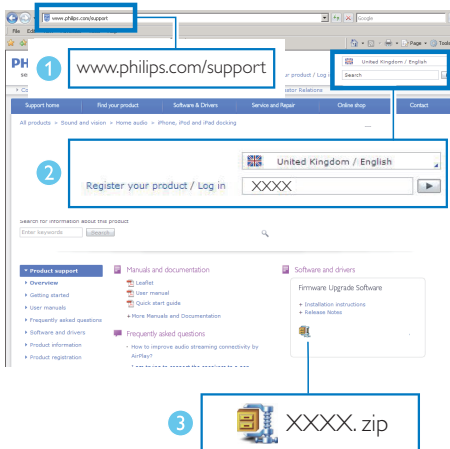 www.philips.com/support
Google
File
Page
Tools
1
www.philips.com/support
United Kingdom / English
PH
r product / Log in
Search
Relations
Support home
Find your product
Software & Drivers
Service and Repair
Online shop
Contact
All products > Sound and vision > Home audio > iPhone, iPod and iPad docking
...
2
United Kingdom / English
Register your product / Log in
XXXX
Search for information about this product
Enter keywords
Search
Product support
Overview
Getting started
User manuals
Frequently asked questions
Software and drivers
Product information
Product registration
Manuals and documentation
Leaflet
User manual
Quick start guide
+ More Manuals and Documentation
Frequently asked questions
- How to improve audio streaming connectivity by
AirPlay?
Software and drivers
Firmware Upgrade Software
+ Installation instructions
+ Release Notes
3
XXXX. zip